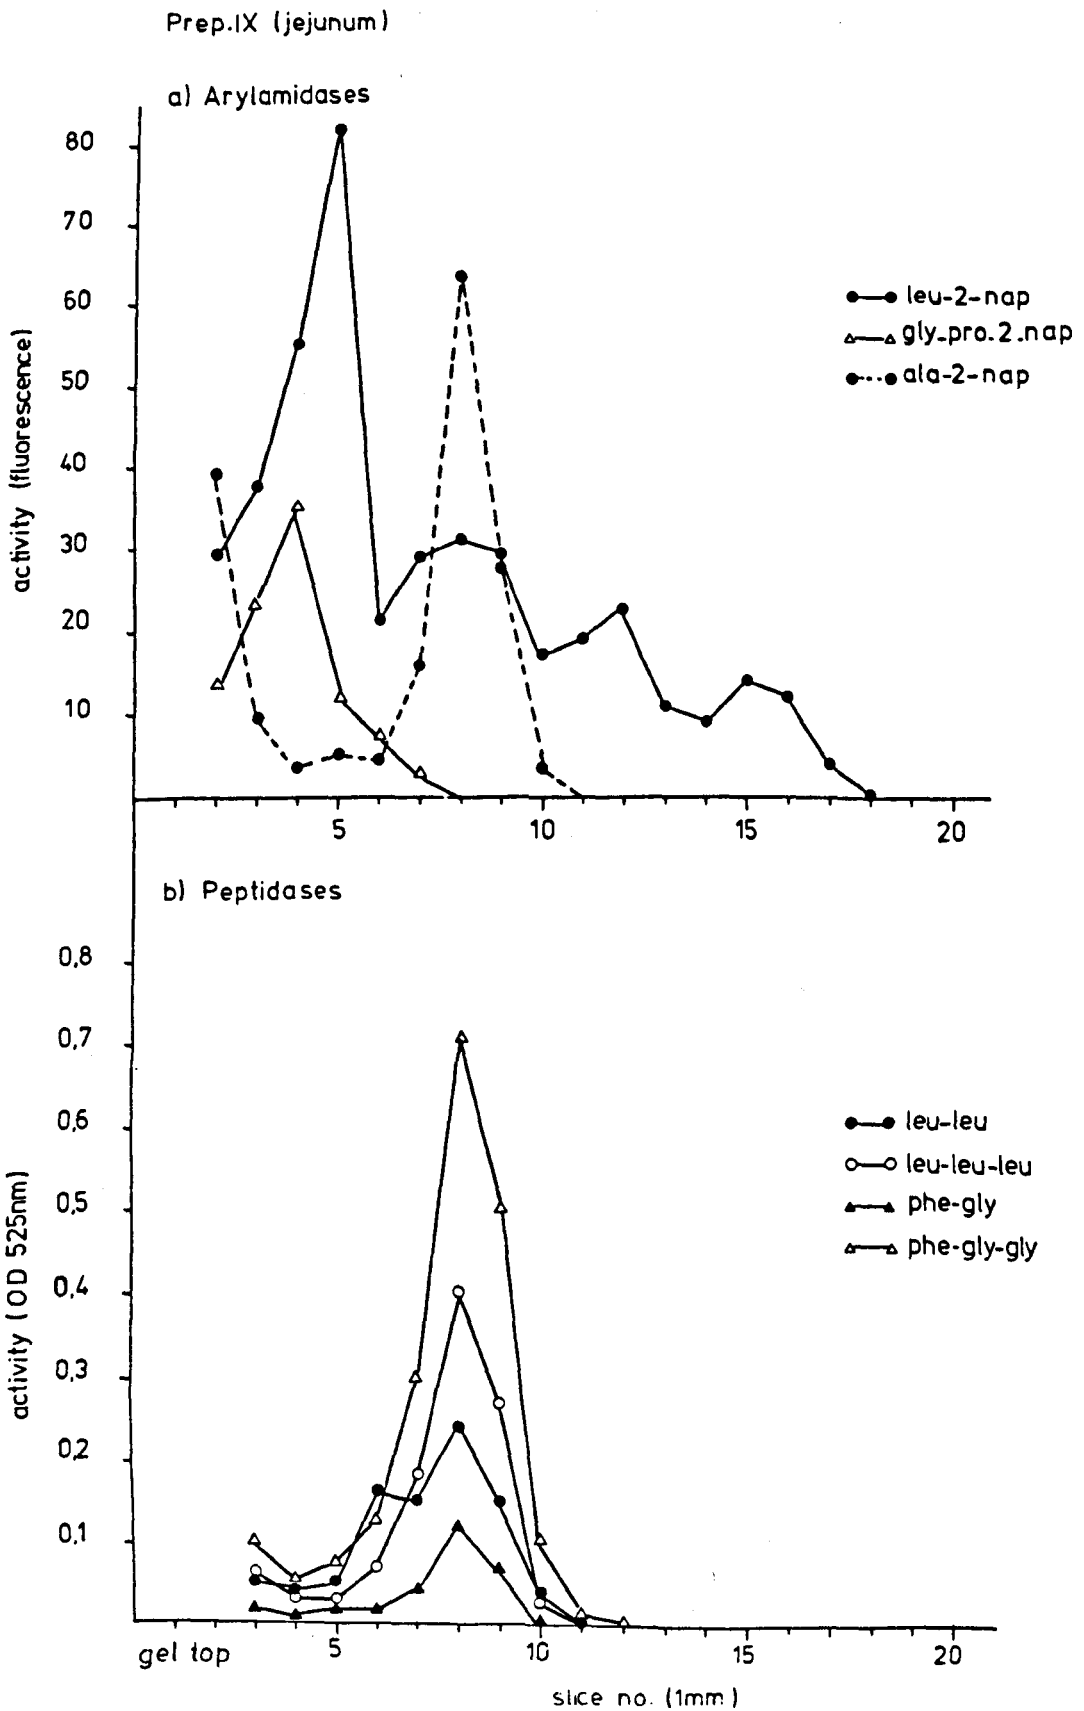 Prep.IX (jejunum)
a) Arylamidases
80
70
60
50
40
30
20
10
activity (fluorescence)
leu-2-nap
gly-pro.2.nap
ala-2-nap
5
10
15
20
b) Peptidases
0,8
0,7
0,6
0,5
0,4
0,3
0,2
0,1
activity (OD 525nm)
leu-leu
leu-leu-leu
phe-gly
phe-gly-gly
gel top
5
10
15
20
slice no. (1mm)